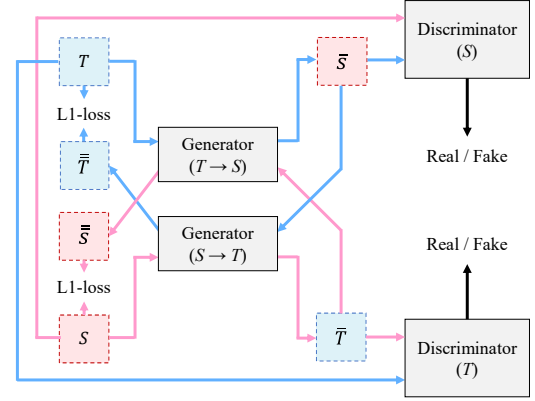 Discriminator
(S)
T
S̄
L1-loss
Generator
(T → S)
T̿
Real / Fake
S̿
Generator
(S → T)
Real / Fake
L1-loss
S
T̄
Discriminator
(T)